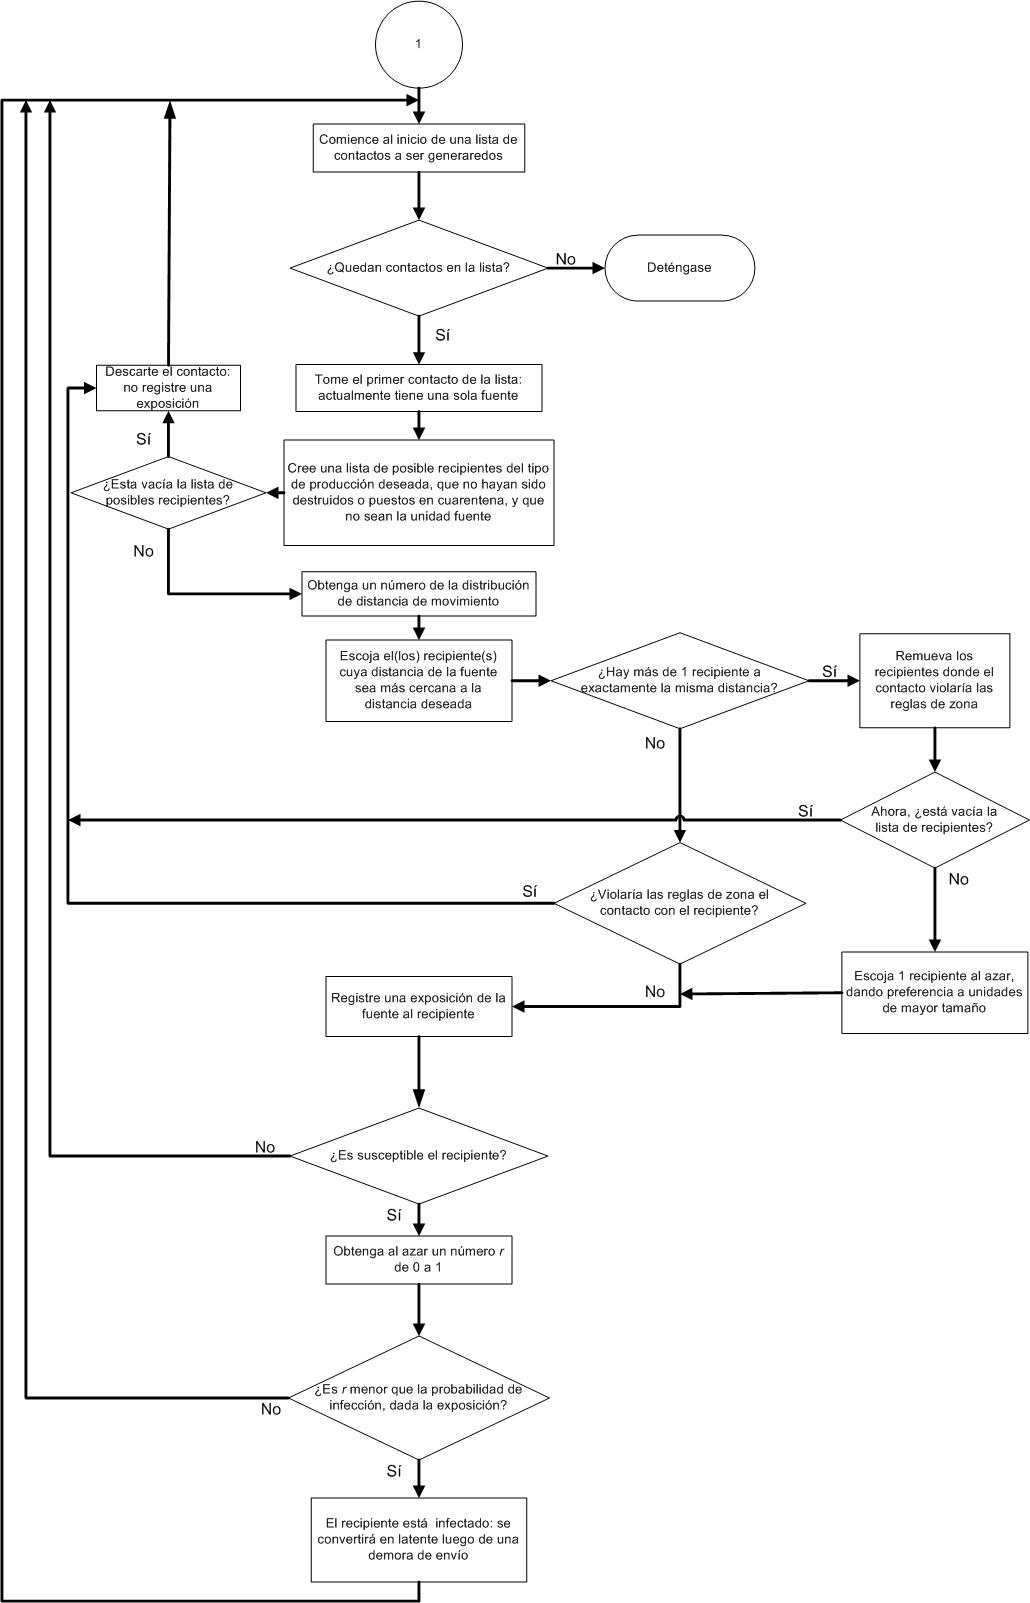 1
Comience al inicio de una lista de
contactos a ser generaredos
¿Quedan contactos en la lista?
No
Deténgase
Sí
Descarte el contacto:
no registre una
exposición
Tome el primer contacto de la lista:
actualmente tiene una sola fuente
Sí
Cree una lista de posible recipientes del tipo
de producción deseada, que no hayan sido
destruidos o puestos en cuarentena, y que
no sean la unidad fuente
¿Esta vacía la lista de
posibles recipientes?
No
Obtenga un número de la distribución
de distancia de movimiento
Escoja el(los) recipiente(s)
cuya distancia de la fuente
sea más cercana a la
distancia deseada
¿Hay más de 1 recipiente a
exactamente la misma distancia?
Sí
Remueva los
recipientes donde el
contacto violaría las
reglas de zona
No
Ahora, ¿está vacía la
lista de recipientes?
Sí
No
¿Violaría las reglas de zona el
contacto con el recipiente?
Sí
No
Escoja 1 recipiente al azar,
dando preferencia a unidades
de mayor tamaño
Registre una exposición de la
fuente al recipiente
¿Es susceptible el recipiente?
No
Sí
Obtenga al azar un número r
de 0 a 1
¿Es r menor que la probabilidad de
infección, dada la exposición?
No
Sí
El recipiente está  infectado: se
convertirá en latente luego de una
demora de envío